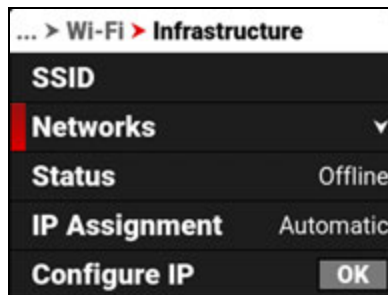 ... > Wi-Fi > Infrastructure
SSID
Networks
Status Offline
IP Assignment Automatic
Configure IP OK